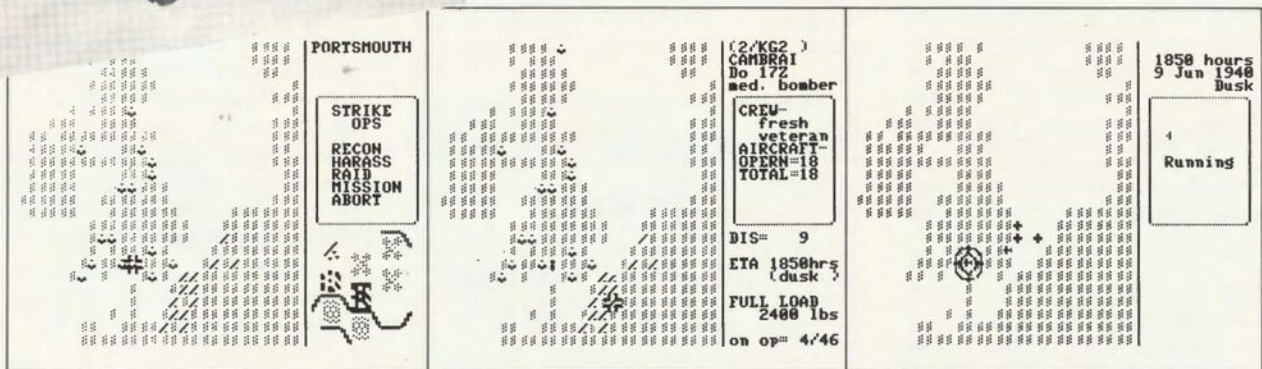 PORTSMOUTH
STRIKE
OPS
RECON
HARASS
RAID
MISSION
ABORT
(2/KG2 )
CAMBRAI
Do 17Z
med. bomber
CREW-
fresh
veteran
AIRCRAFT-
OPERN=18
TOTAL=18
DIS= 9
ETA 1850hrs
(dusk )
FULL LOAD
2400 lbs
on op= 4/46
1850 hours
9 Jun 1940
Dusk
4
Running